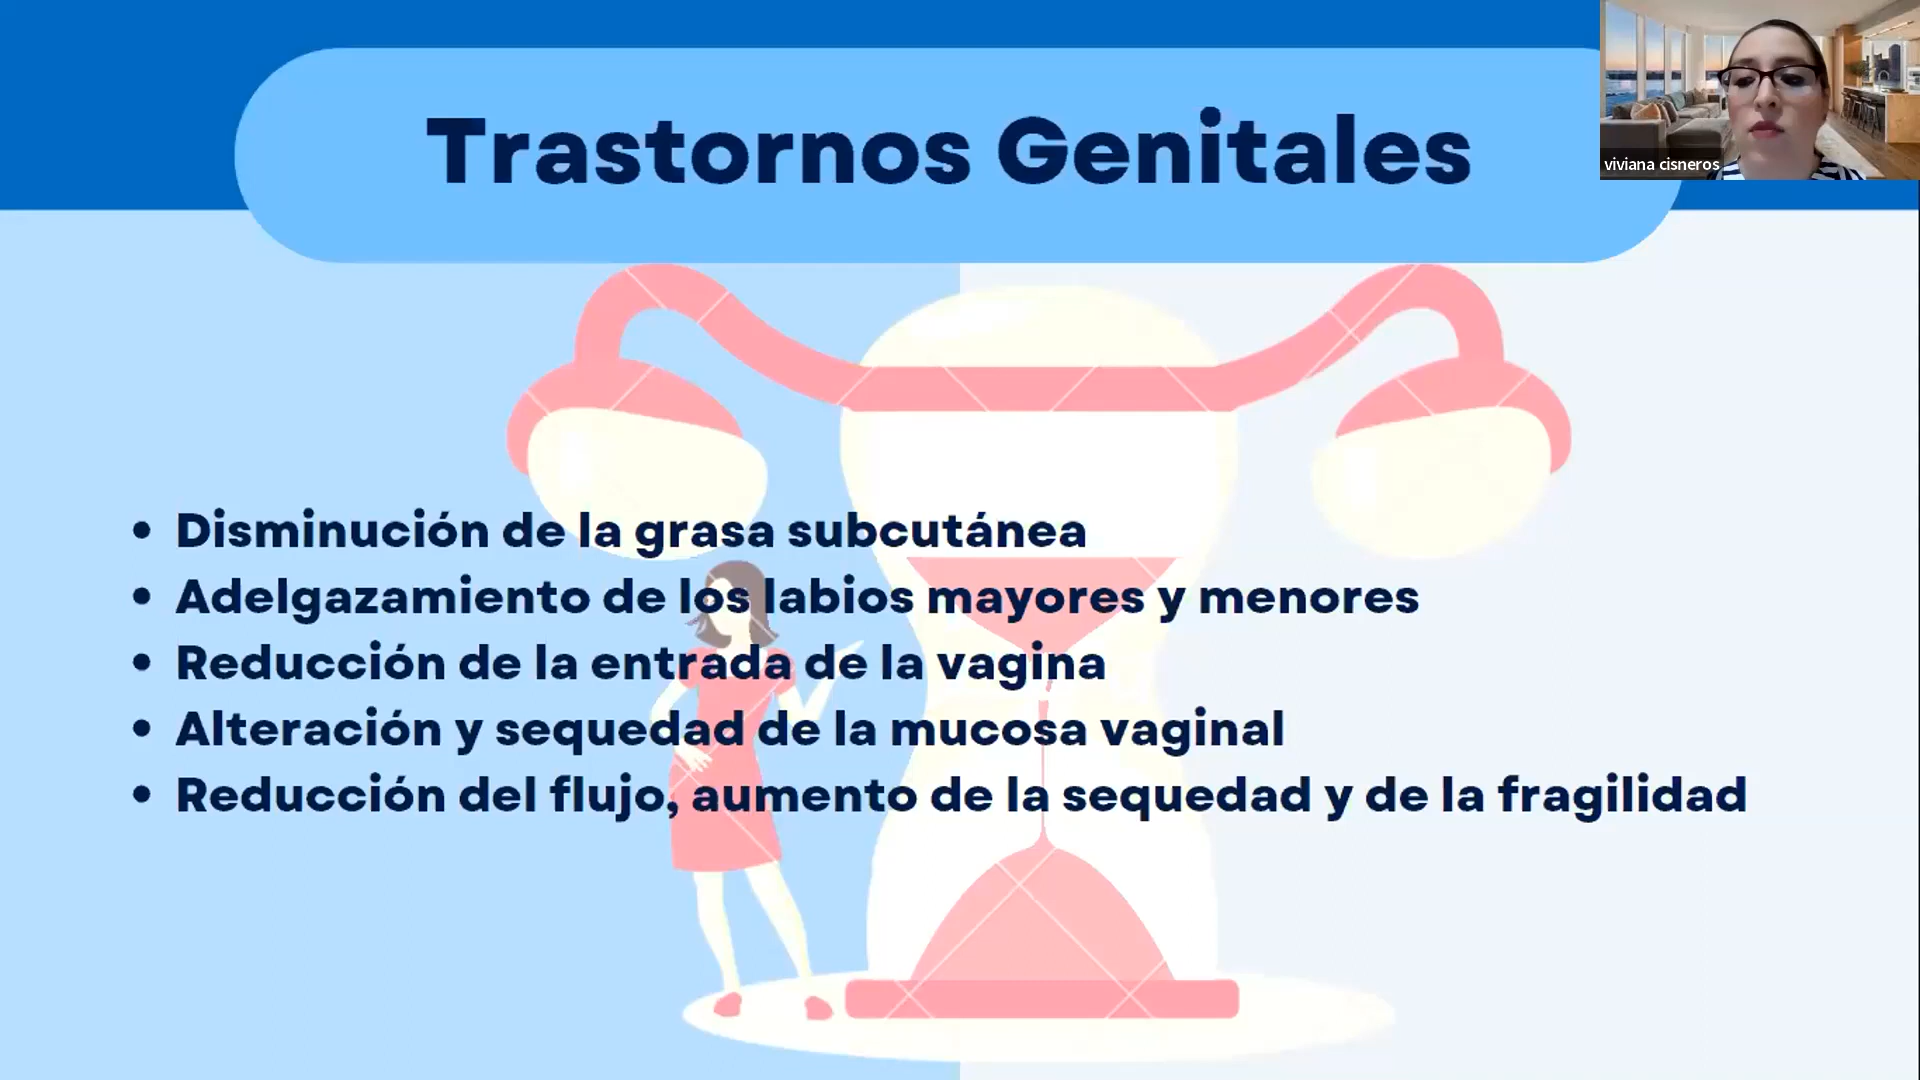 Trastornos Genitales
viviana cisneros
• Disminución de la grasa subcutánea
• Adelgazamiento de los labios mayores y menores
• Reducción de la entrada de la vagina
• Alteración y sequedad de la mucosa vaginal
• Reducción del flujo, aumento de la sequedad y de la fragilidad